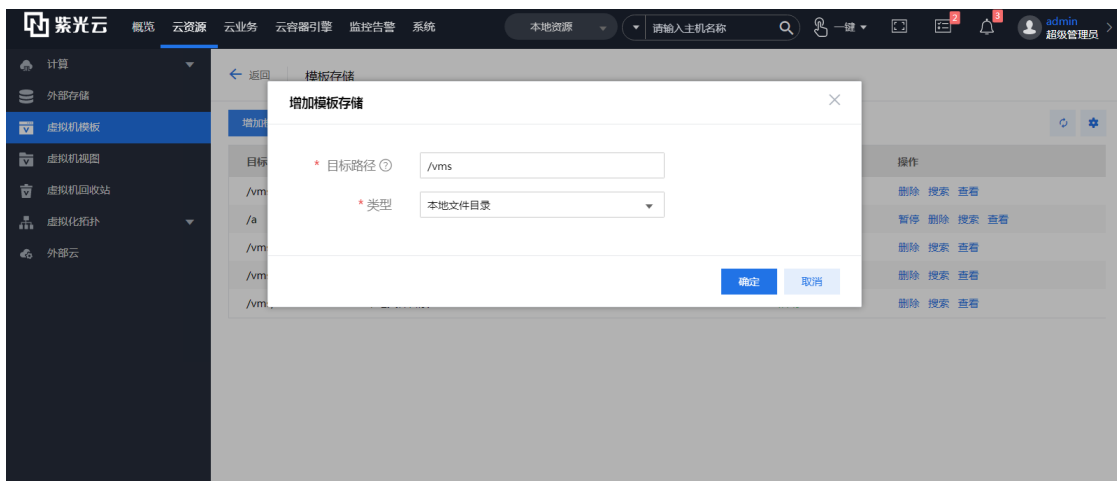 紫光云 概览 云资源 云业务 云容器引擎 监控告警 系统 本地资源 请输入主机名称 一键 2 3 admin
超级管理员
计算
外部存储
虚拟机模板
虚拟机视图
虚拟机回收站
虚拟化拓扑
外部云
返回 模板存储
增加模板存储
* 目标路径 /vms
* 类型 本地文件目录
确定 取消
操作
/vm 删除 搜索 查看
/a 暂停 删除 搜索 查看
/vm 删除 搜索 查看
/vm 删除 搜索 查看
/vm 删除 搜索 查看